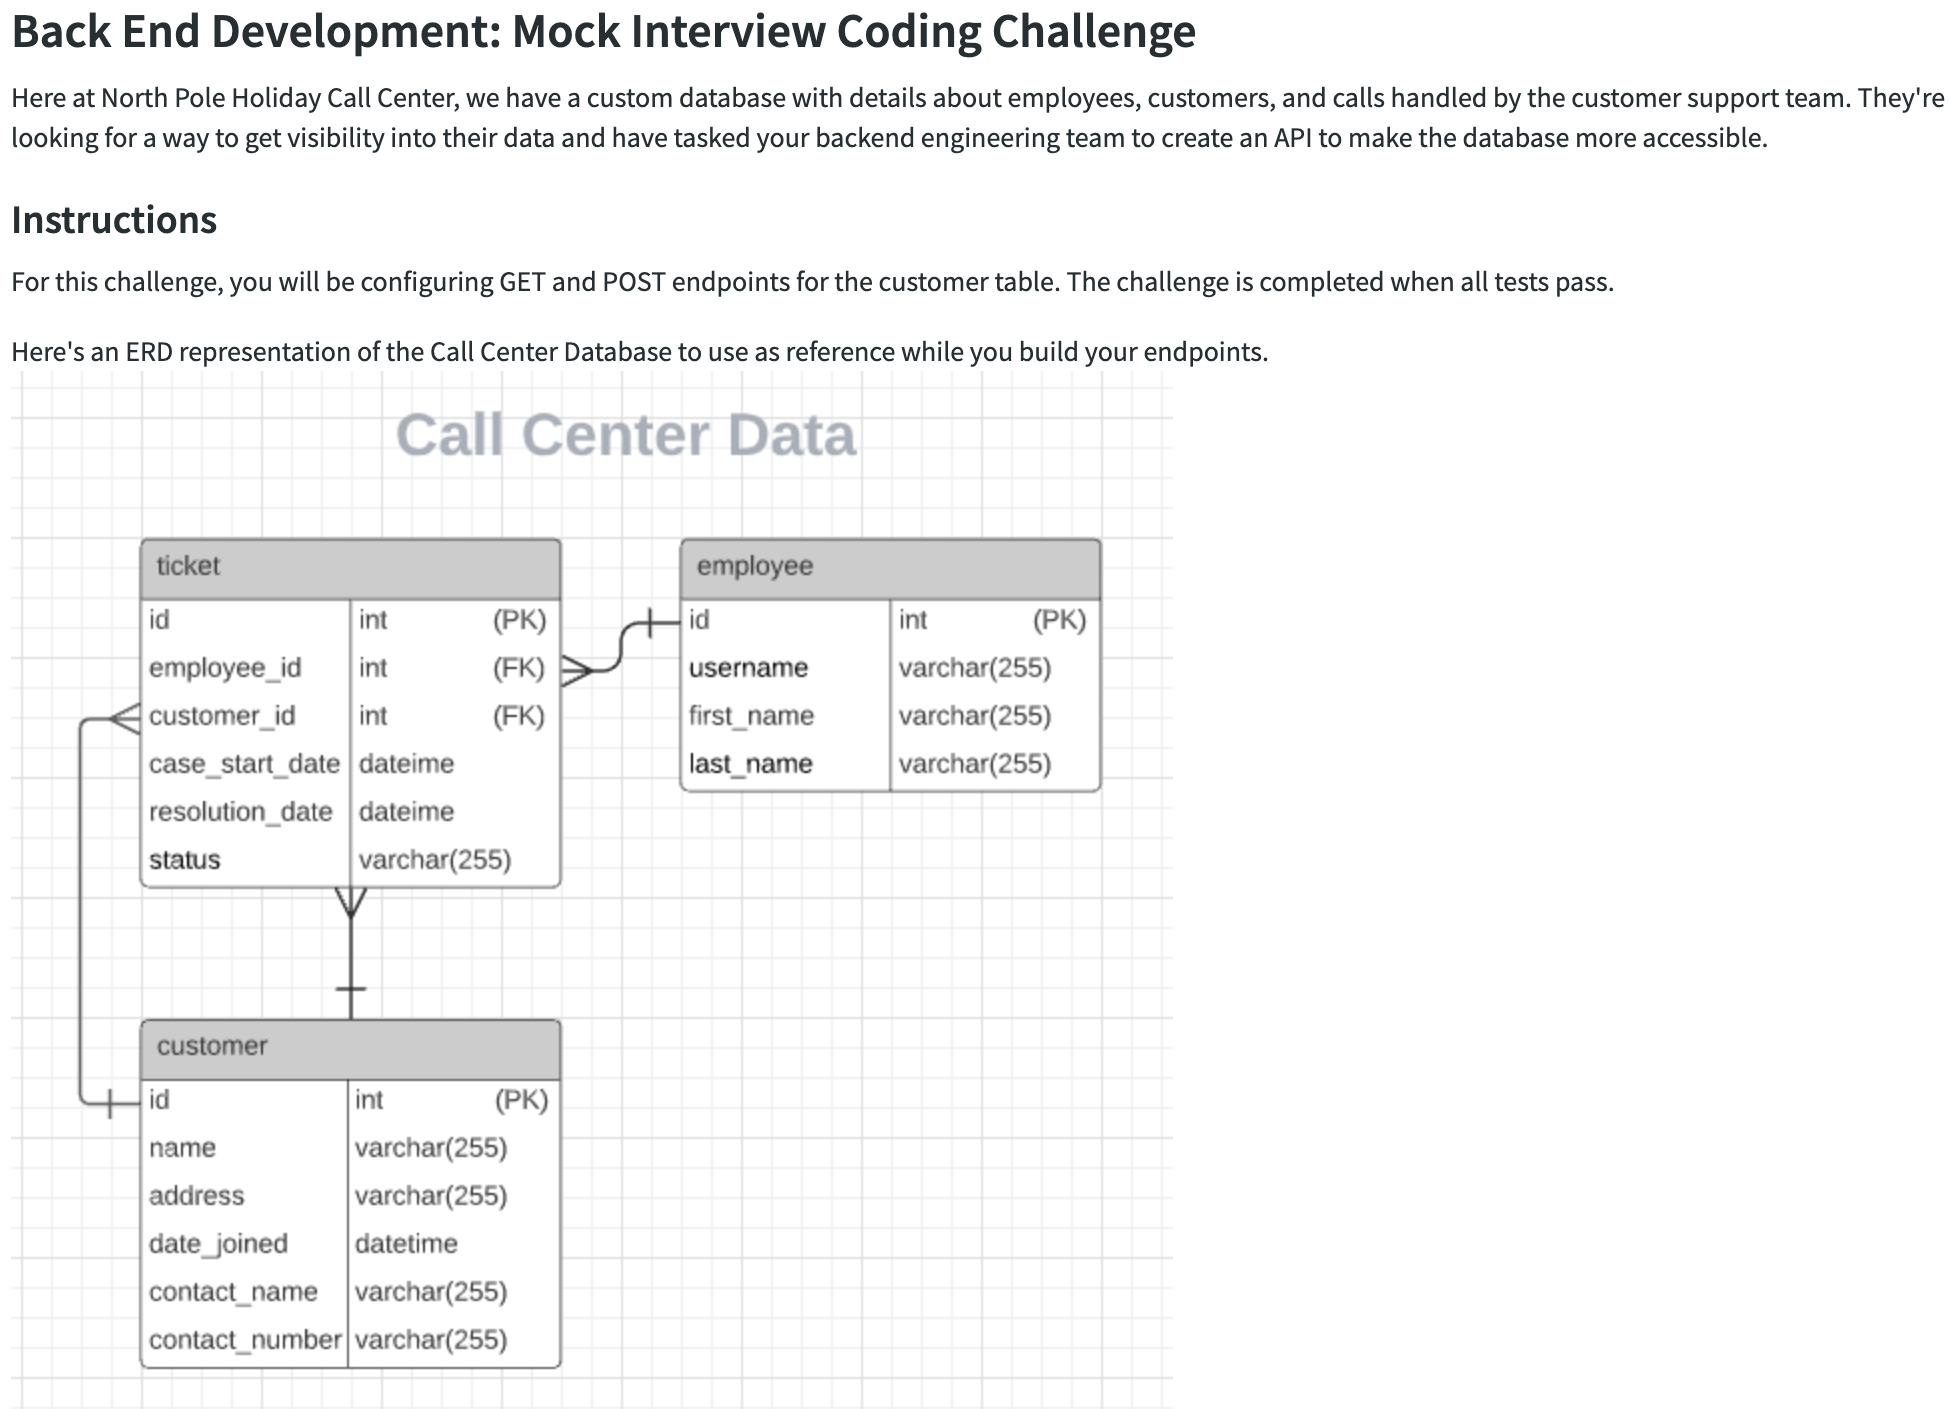 Back End Development: Mock Interview Coding Challenge
Here at North Pole Holiday Call Center, we have a custom database with details about employees, customers, and calls handled by the customer support team. They're
looking for a way to get visibility into their data and have tasked your backend engineering team to create an API to make the database more accessible.
Instructions
For this challenge, you will be configuring GET and POST endpoints for the customer table. The challenge is completed when all tests pass.
Here's an ERD representation of the Call Center Database to use as reference while you build your endpoints.
Call Center Data
ticket
id int (PK)
employee_id int (FK)
customer_id int (FK)
case_start_date dateime
resolution_date dateime
status varchar(255)
employee
id int (PK)
username varchar(255)
first_name varchar(255)
last_name varchar(255)
customer
id int (PK)
name varchar(255)
address varchar(255)
date_joined datetime
contact_name varchar(255)
contact_number varchar(255)